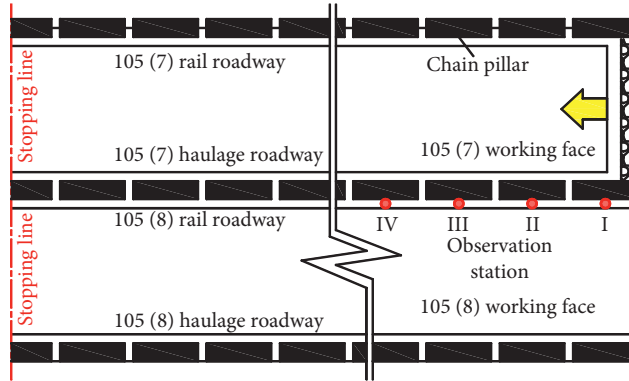 Stopping line
105 (7) rail roadway
Chain pillar
105 (7) haulage roadway
105 (7) working face
Stopping line
105 (8) rail roadway
IV III II I
Observation
station
105 (8) haulage roadway
105 (8) working face